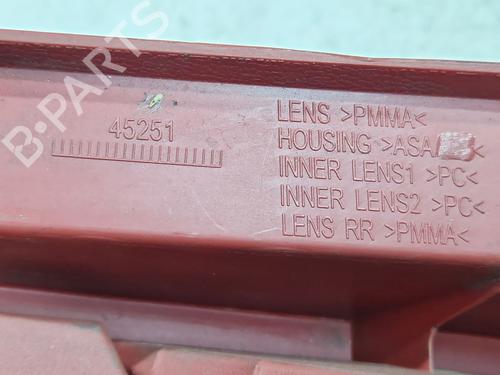 B-PARTS
45251
LENS >PMMA<
HOUSING >ASA <
INNER LENS1 >PC<
INNER LENS2 >PC<
LENS RR >PMMA<